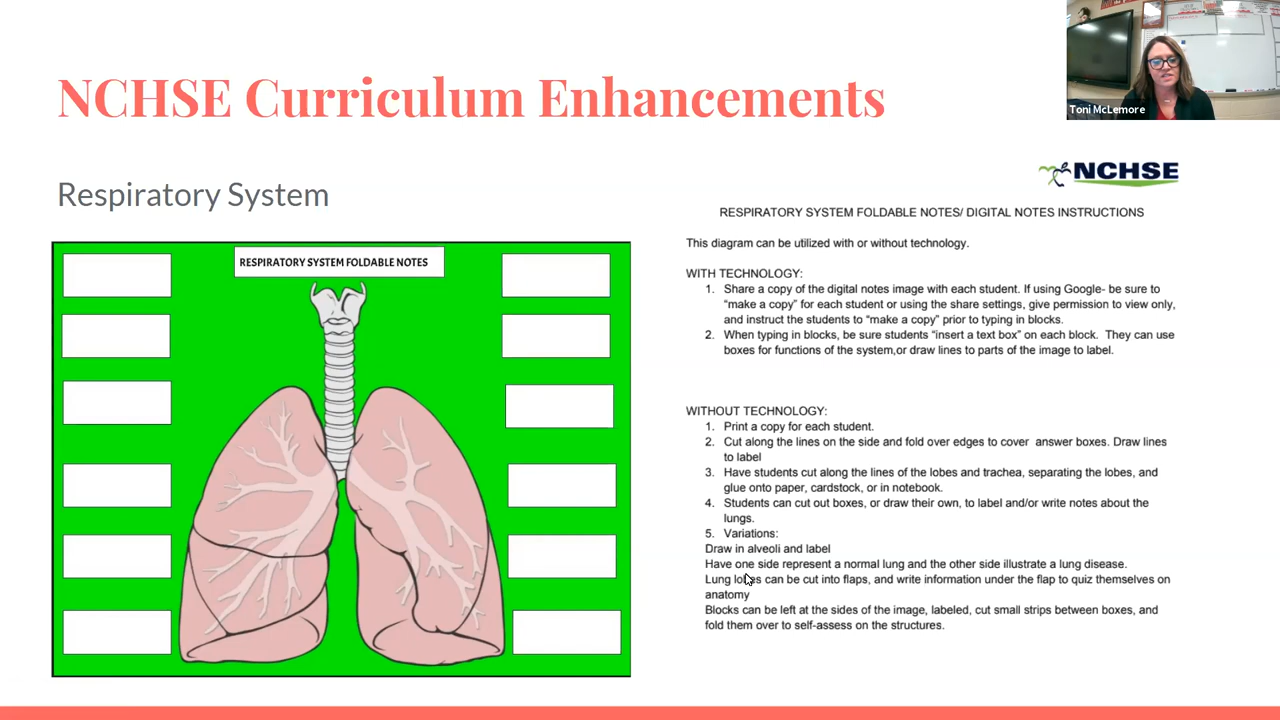 NCHSE Curriculum Enhancements
Toni McLemore
Respiratory System
NCHSE
RESPIRATORY SYSTEM FOLDABLE NOTES
RESPIRATORY SYSTEM FOLDABLE NOTES/ DIGITAL NOTES INSTRUCTIONS
This diagram can be utilized with or without technology.
WITH TECHNOLOGY:
1. Share a copy of the digital notes image with each student. If using Google- be sure to
“make a copy” for each student or using the share settings, give permission to view only,
and instruct the students to “make a copy” prior to typing in blocks.
2. When typing in blocks, be sure students “insert a text box” on each block. They can use
boxes for functions of the system,or draw lines to parts of the image to label.
WITHOUT TECHNOLOGY:
1. Print a copy for each student.
2. Cut along the lines on the side and fold over edges to cover answer boxes. Draw lines
to label
3. Have students cut along the lines of the lobes and trachea, separating the lobes, and
glue onto paper, cardstock, or in notebook.
4. Students can cut out boxes, or draw their own, to label and/or write notes about the
lungs.
5. Variations:
Draw in alveoli and label
Have one side represent a normal lung and the other side illustrate a lung disease.
Lung lobes can be cut into flaps, and write information under the flap to quiz themselves on
anatomy
Blocks can be left at the sides of the image, labeled, cut small strips between boxes, and
fold them over to self-assess on the structures.